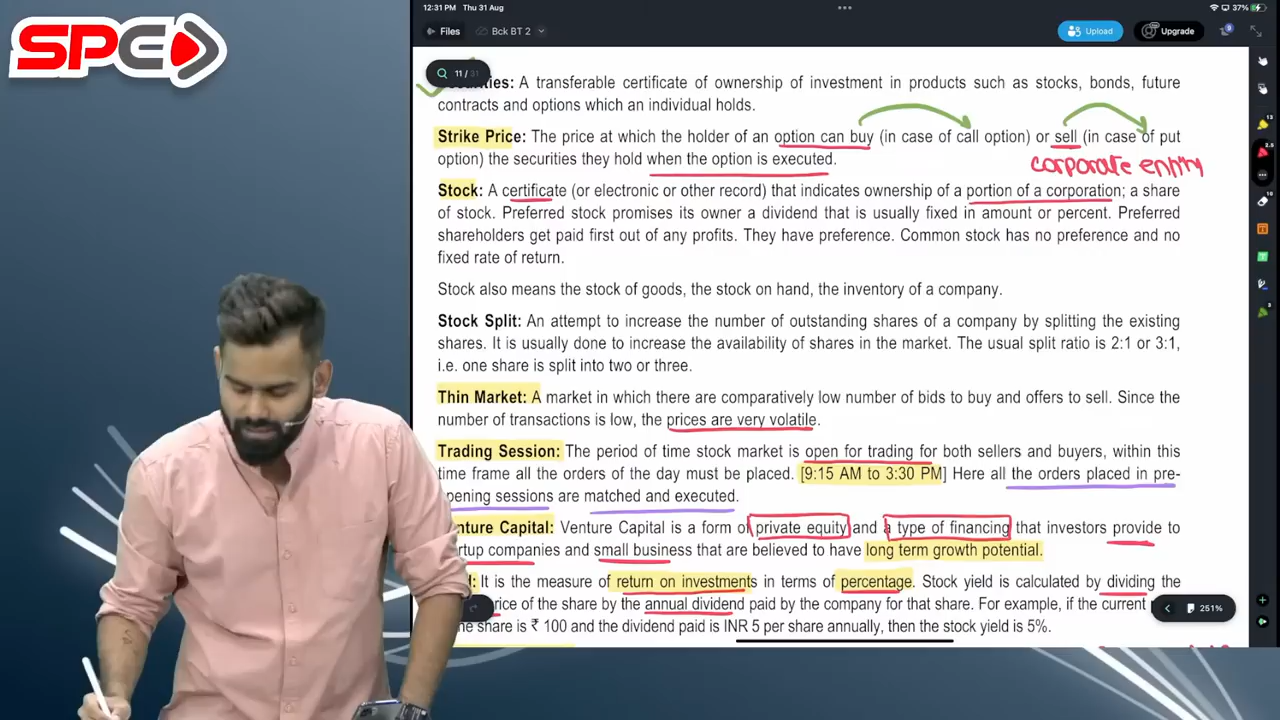 SPC
12:31 PM Thu 31 Aug
37%
Files
Bck BT 2
Upload
Upgrade
11 / 31
A transferable certificate of ownership of investment in products such as stocks, bonds, future
contracts and options which an individual holds.
Strike Price: The price at which the holder of an option can buy (in case of call option) or sell (in case of put
option) the securities they hold when the option is executed.
corporate entity
Stock: A certificate (or electronic or other record) that indicates ownership of a portion of a corporation; a share
of stock. Preferred stock promises its owner a dividend that is usually fixed in amount or percent. Preferred
shareholders get paid first out of any profits. They have preference. Common stock has no preference and no
fixed rate of return.
Stock also means the stock of goods, the stock on hand, the inventory of a company.
Stock Split: An attempt to increase the number of outstanding shares of a company by splitting the existing
shares. It is usually done to increase the availability of shares in the market. The usual split ratio is 2:1 or 3:1,
i.e. one share is split into two or three.
Thin Market: A market in which there are comparatively low number of bids to buy and offers to sell. Since the
number of transactions is low, the prices are very volatile.
Trading Session: The period of time stock market is open for trading for both sellers and buyers, within this
time frame all the orders of the day must be placed. [9:15 AM to 3:30 PM] Here all the orders placed in pre-
pening sessions are matched and executed.
nture Capital: Venture Capital is a form of private equity and a type of financing that investors provide to
rtup companies and small business that are believed to have long term growth potential.
It is the measure of return on investments in terms of percentage. Stock yield is calculated by dividing the
rice of the share by the annual dividend paid by the company for that share. For example, if the current
he share is ₹ 100 and the dividend paid is INR 5 per share annually, then the stock yield is 5%.
251%